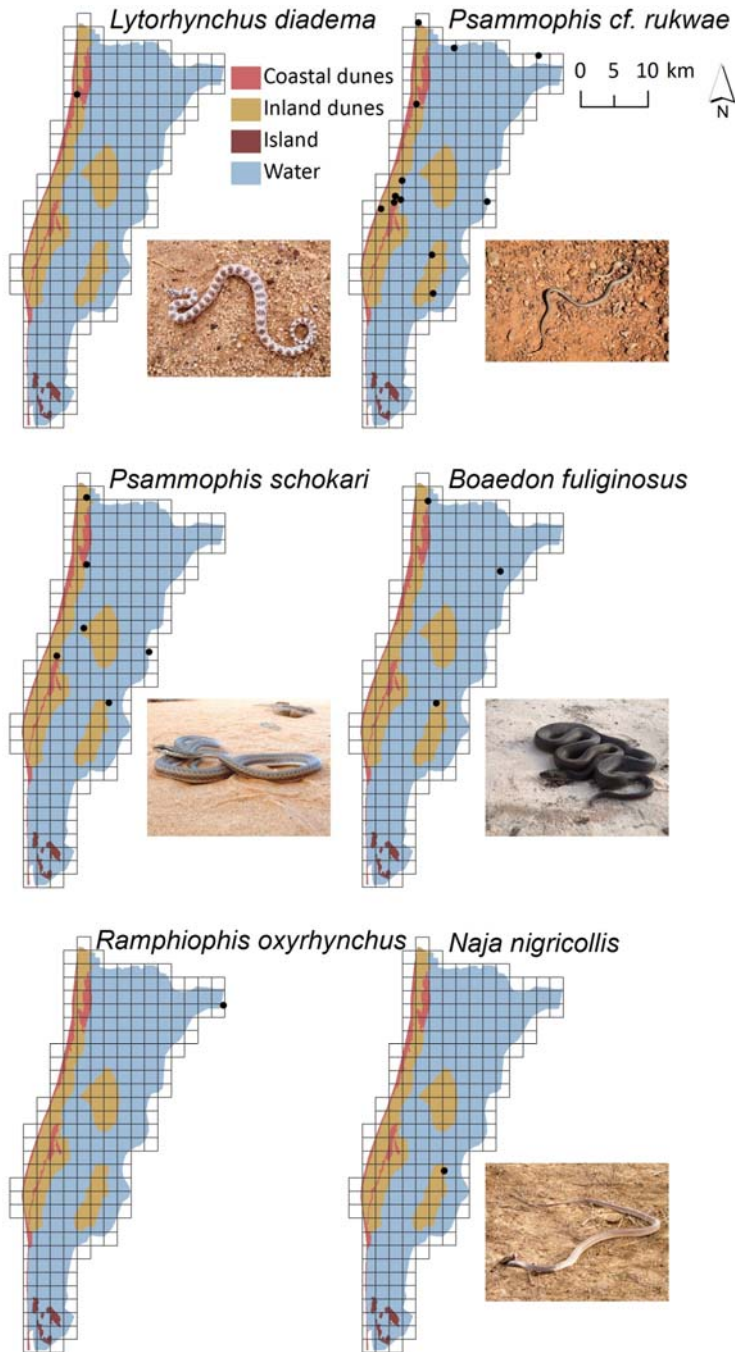 Lytorhynchus diadema
Psammophis cf. rukwae
Coastal dunes
Inland dunes
Island
Water
0 5 10 km
N
Psammophis schokari
Boaedon fuliginosus
Ramphiophis oxyrhynchus
Naja nigricollis